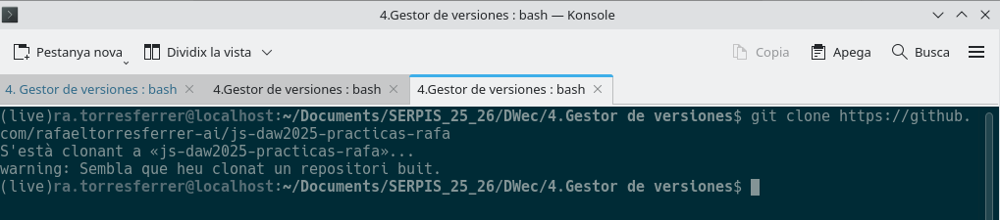 4.Gestor de versiones : bash — Konsole
Pestanya nova
Dividix la vista
Copia
Apega
Busca
4. Gestor de versiones : bash
4.Gestor de versiones : bash
4.Gestor de versiones : bash
(live)ra.torresferrer@localhost:~/Documents/SERPIS_25_26/DWec/4.Gestor de versiones$ git clone https://github.
com/rafaeltorresferrer-ai/js-daw2025-practicas-rafa
S'està clonant a «js-daw2025-practicas-rafa»...
warning: Sembla que heu clonat un repositori buit.
(live)ra.torresferrer@localhost:~/Documents/SERPIS_25_26/DWec/4.Gestor de versiones$